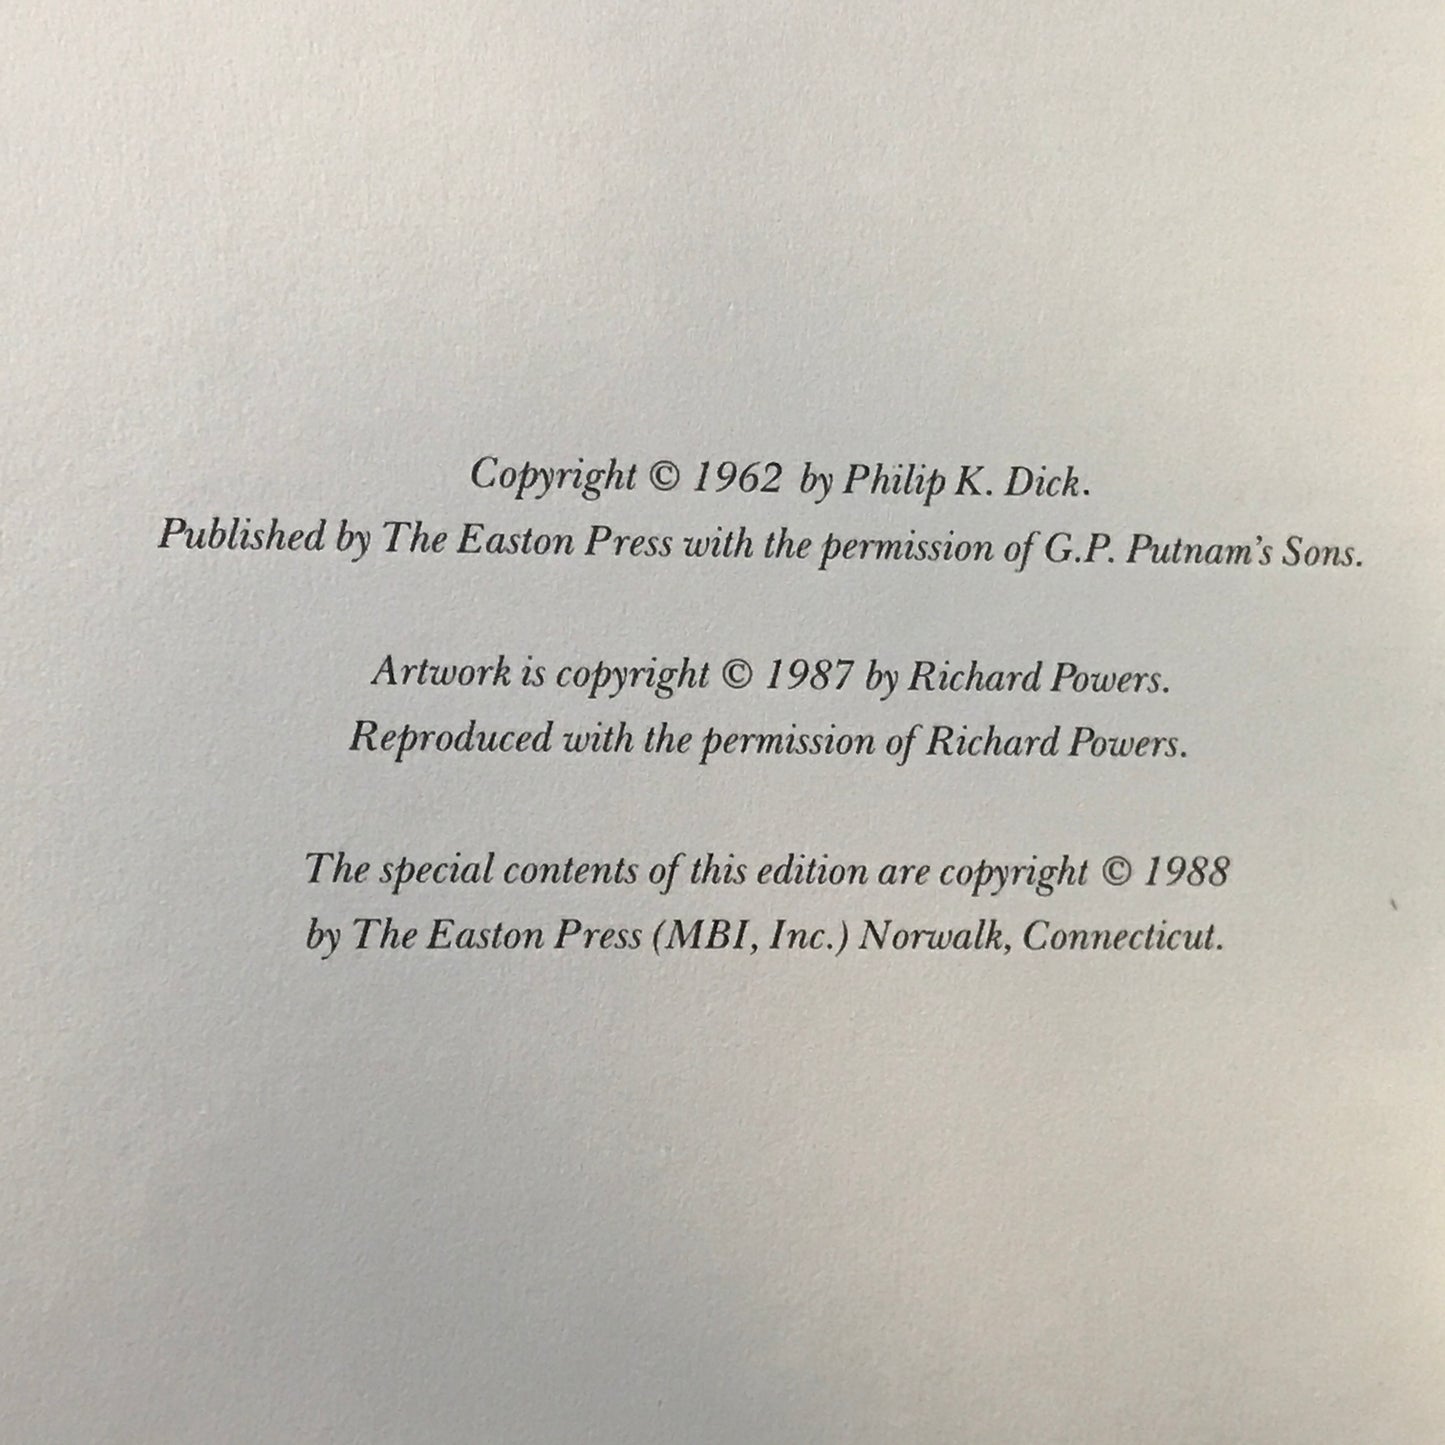 Copyright © 1962 by Philip K. Dick.
Published by The Easton Press with the permission of G.P. Putnam's Sons.
Artwork is copyright © 1987 by Richard Powers.
Reproduced with the permission of Richard Powers.
The special contents of this edition are copyright © 1988
by The Easton Press (MBI, Inc.) Norwalk, Connecticut.